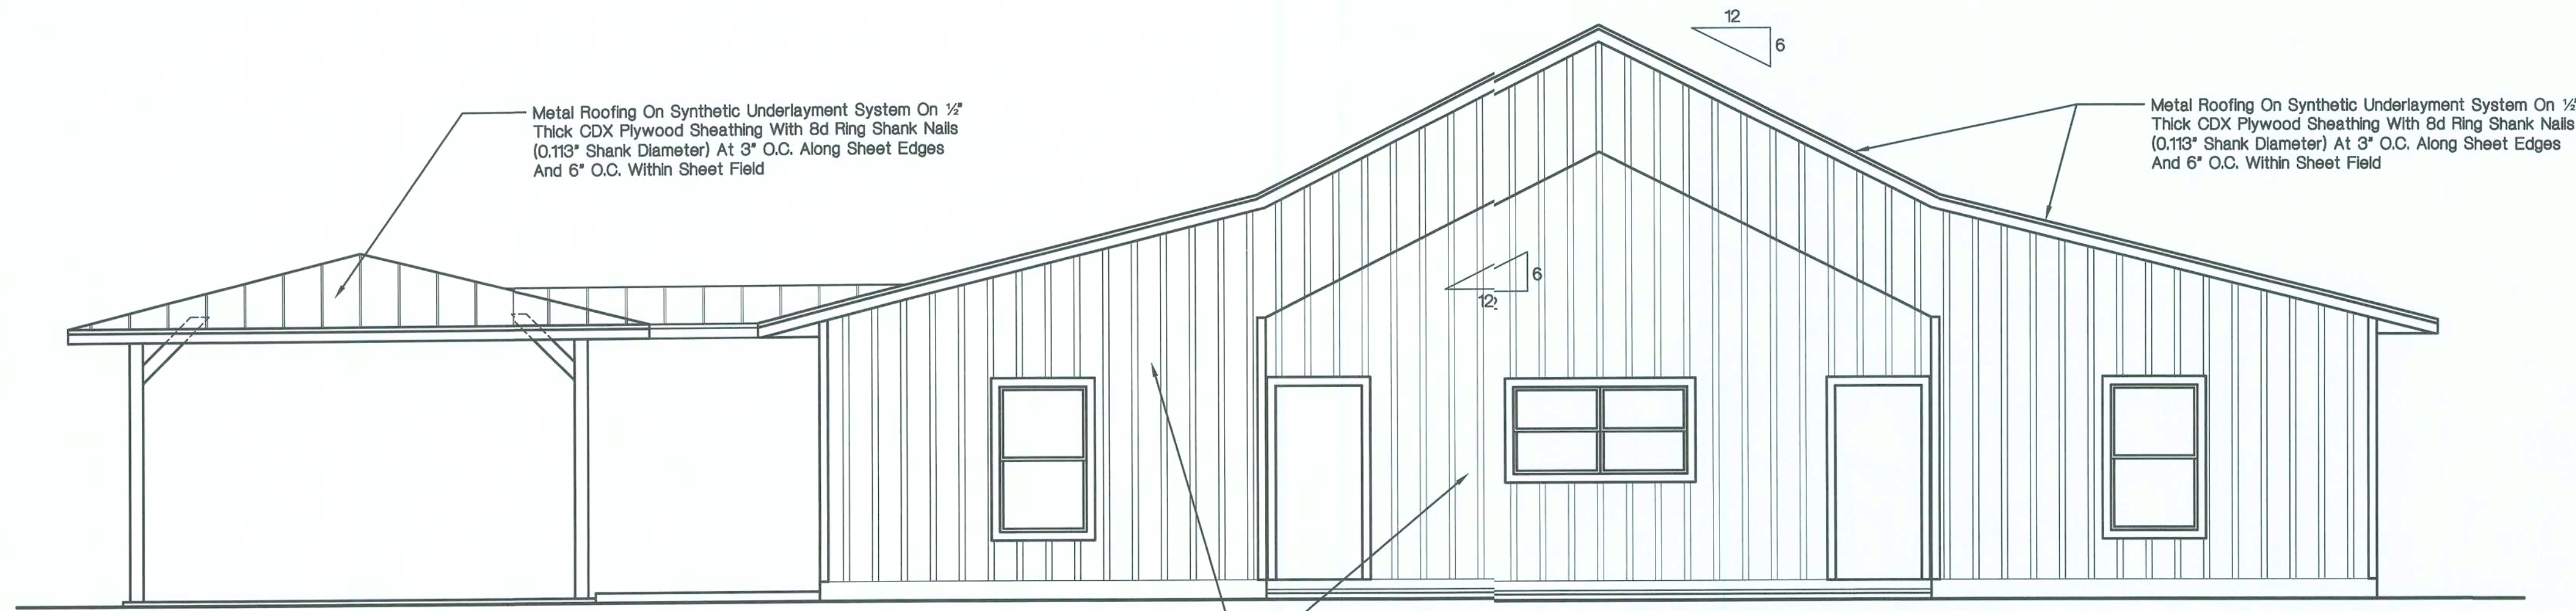 12
6
Metal Roofing On Synthetic Underlayment System On ½"
Thick CDX Plywood Sheathing With 8d Ring Shank Nails
(0.113" Shank Diameter) At 3" O.C. Along Sheet Edges
And 6" O.C. Within Sheet Field
Metal Roofing On Synthetic Underlayment System On ½"
Thick CDX Plywood Sheathing With 8d Ring Shank Nails
(0.113" Shank Diameter) At 3" O.C. Along Sheet Edges
And 6" O.C. Within Sheet Field
6
12